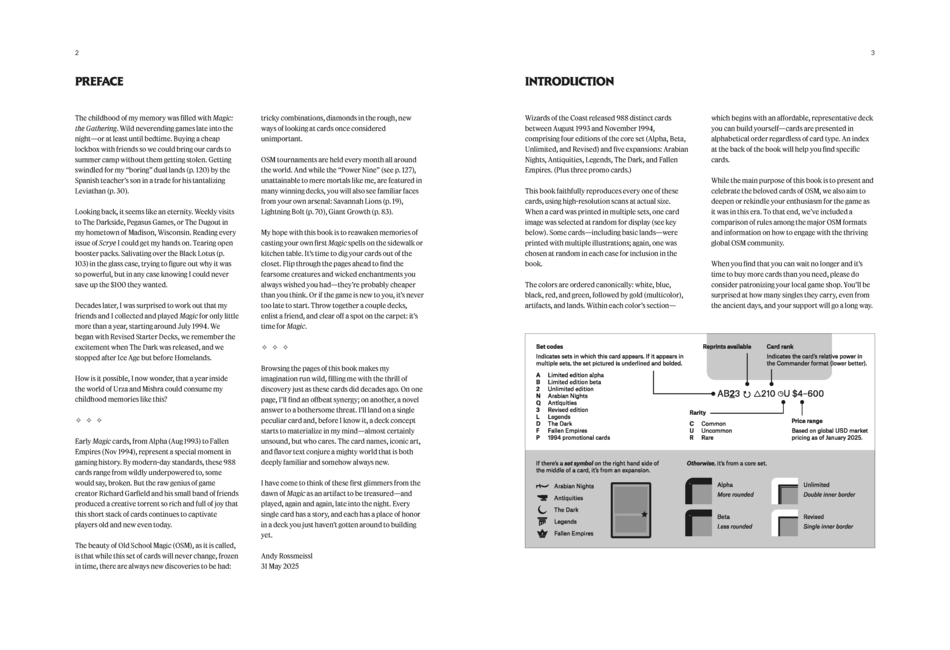 2
PREFACE
The childhood of my memory was filled with Magic:
the Gathering. Wild neverending games late into the
night—or at least until bedtime. Buying a cheap
lockbox with friends so we could bring our cards to
summer camp without them getting stolen. Getting
swindled for my “boring” dual lands (p. 120) by the
Spanish teacher's son in a trade for his tantalizing
Leviathan (p. 30).
Looking back, it seems like an eternity. Weekly visits
to The Darkside, Pegasus Games, or The Dugout in
my hometown of Madison, Wisconsin. Reading every
issue of Scrye I could get my hands on. Tearing open
booster packs. Salivating over the Black Lotus (p.
103) in the glass case, trying to figure out why it was
so powerful, but in any case knowing I could never
save up the $100 they wanted.
Decades later, I was surprised to work out that my
friends and I collected and played Magic for only little
more than a year, starting around July 1994. We
began with Revised Starter Decks, we remember the
excitement when The Dark was released, and we
stopped after Ice Age but before Homelands.
How is it possible, I now wonder, that a year inside
the world of Urza and Mishra could consume my
childhood memories like this?
Early Magic cards, from Alpha (Aug 1993) to Fallen
Empires (Nov 1994), represent a special moment in
gaming history. By modern-day standards, these 988
cards range from wildly underpowered to, some
would say, broken. But the raw genius of game
creator Richard Garfield and his small band of friends
produced a creative torrent so rich and full of joy that
this short stack of cards continues to captivate
players old and new even today.
The beauty of Old School Magic (OSM), as it is called,
is that while this set of cards will never change, frozen
in time, there are always new discoveries to be had:
tricky combinations, diamonds in the rough, new
ways of looking at cards once considered
unimportant.
OSM tournaments are held every month all around
the world. And while the “Power Nine” (see p. 127),
unattainable to mere mortals like me, are featured in
many winning decks, you will also see familiar faces
from your own arsenal: Savannah Lions (p. 19),
Lightning Bolt (p. 70), Giant Growth (p. 83).
My hope with this book is to reawaken memories of
casting your own first Magic spells on the sidewalk or
kitchen table. It's time to dig your cards out of the
closet. Flip through the pages ahead to find the
fearsome creatures and wicked enchantments you
always wished you had—they're probably cheaper
than you think. Or if the game is new to you, it's never
too late to start. Throw together a couple decks,
enlist a friend, and clear off a spot on the carpet: it's
time for Magic.
Browsing the pages of this book makes my
imagination run wild, filling me with the thrill of
discovery just as these cards did decades ago. On one
page, I'll find an offbeat synergy; on another, a novel
answer to a bothersome threat. I'll land on a single
peculiar card and, before I know it, a deck concept
starts to materialize in my mind—almost certainly
unsound, but who cares. The card names, iconic art,
and flavor text conjure a mighty world that is both
deeply familiar and somehow always new.
I have come to think of these first glimmers from the
dawn of Magic as an artifact to be treasured—and
played, again and again, late into the night. Every
single card has a story, and each has a place of honor
in a deck you just haven't gotten around to building
yet.
Andy Rossmeissl
31 May 2025
3
INTRODUCTION
Wizards of the Coast released 988 distinct cards
between August 1993 and November 1994,
comprising four editions of the core set (Alpha, Beta,
Unlimited, and Revised) and five expansions: Arabian
Nights, Antiquities, Legends, The Dark, and Fallen
Empires. (Plus three promo cards.)
This book faithfully reproduces every one of these
cards, using high-resolution scans at actual size.
When a card was printed in multiple sets, one card
image was selected at random for display (see key
below). Some cards—including basic lands—were
printed with multiple illustrations; again, one was
chosen at random in each case for inclusion in the
book.
The colors are ordered canonically: white, blue,
black, red, and green, followed by gold (multicolor),
artifacts, and lands. Within each color's section—
which begins with an affordable, representative deck
you can build yourself—cards are presented in
alphabetical order regardless of card type. An index
at the back of the book will help you find specific
cards.
While the main purpose of this book is to present and
celebrate the beloved cards of OSM, we also aim to
deepen or rekindle your enthusiasm for the game as
it was in this era. To that end, we've included a
comparison of rules among the major OSM formats
and information on how to engage with the thriving
global OSM community.
When you find that you can wait no longer and it's
time to buy more cards than you need, please do
consider patronizing your local game shop. You'll be
surprised at how many singles they carry, even from
the ancient days, and your support will go a long way.
Set codes
Indicates sets in which this card appears. If it appears in
multiple sets, the set pictured is underlined and bolded.
A Limited edition alpha
B Limited edition beta
2 Unlimited edition
N Arabian Nights
Q Antiquities
3 Revised edition
L Legends
D The Dark
F Fallen Empires
P 1994 promotional cards
Reprints available
Card rank
Indicates the card's relative power in
the Commander format (lower better).
AB23 ↻ △210 ◷U $4–600
Rarity
C Common
U Uncommon
R Rare
Price range
Based on global USD market
pricing as of January 2025.
If there's a set symbol on the right hand side of
the middle of a card, it's from an expansion.
Arabian Nights
Antiquities
The Dark
Legends
Fallen Empires
Otherwise, it's from a core set.
Alpha
More rounded
Unlimited
Double inner border
Beta
Less rounded
Revised
Single inner border